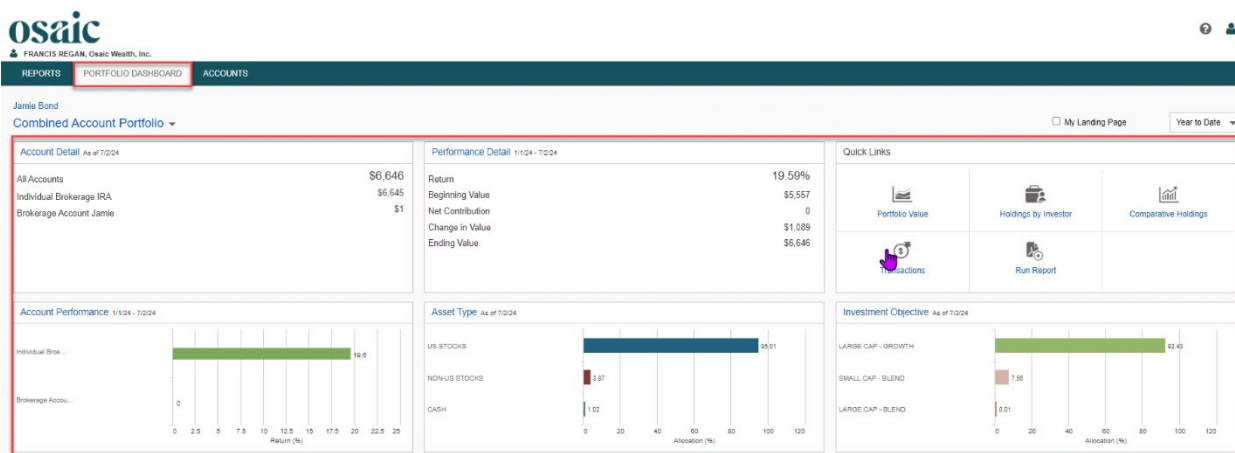 osaic
FRANCIS REGAN, Osaic Wealth, Inc.
REPORTS PORTFOLIO DASHBOARD ACCOUNTS
Jamie Bond
Combined Account Portfolio
My Landing Page Year to Date
Account Detail As of 7/2/24
All Accounts $6,646
Individual Brokerage IRA $6,645
Brokerage Account Jamie $1
Performance Detail 1/1/24 - 7/2/24
Return 19.59%
Beginning Value $5,557
Net Contribution 0
Change in Value $1,089
Ending Value $6,646
Quick Links
Portfolio Value Holdings by Investor Comparative Holdings
Transactions Run Report
Account Performance 1/1/24 - 7/2/24
Individual Brok... 19.6
Brokerage Accou... 0
0 2.5 5 7.5 10 12.5 15 17.5 20 22.5 25
Return (%)
Asset Type As of 7/2/24
US STOCKS 95.01
NON-US STOCKS 3.97
CASH 1.02
0 20 40 60 80 100 120
Allocation (%)
Investment Objective As of 7/2/24
LARGE CAP - GROWTH 92.43
SMALL CAP - BLEND 7.56
LARGE CAP - BLEND 0.01
0 20 40 60 80 100 120
Allocation (%)